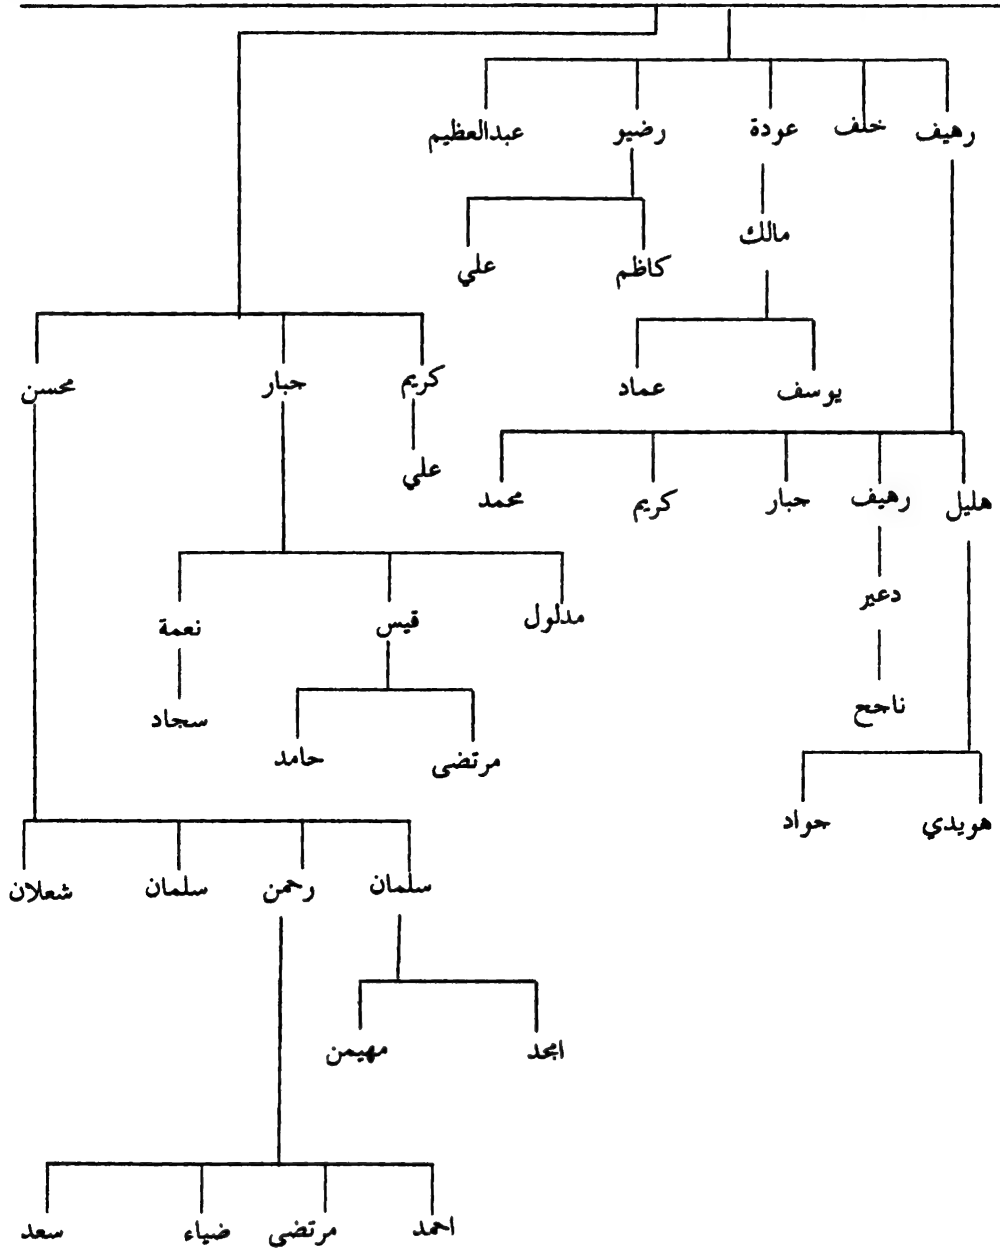 رهيف خلف عودة رضيو عبدالعظيم
مالك
كاظم علي
كريم جبار محسن
يوسف عماد
علي
هليل رهيف جبار كريم محمد
دعير
مدلول قيس نعمة
ناجح
سجاد
مرتضى حامد
هويدي جواد
سلمان رحمن سلمان شعلان
امجد مهيمن
احمد مرتضى ضياء سعد